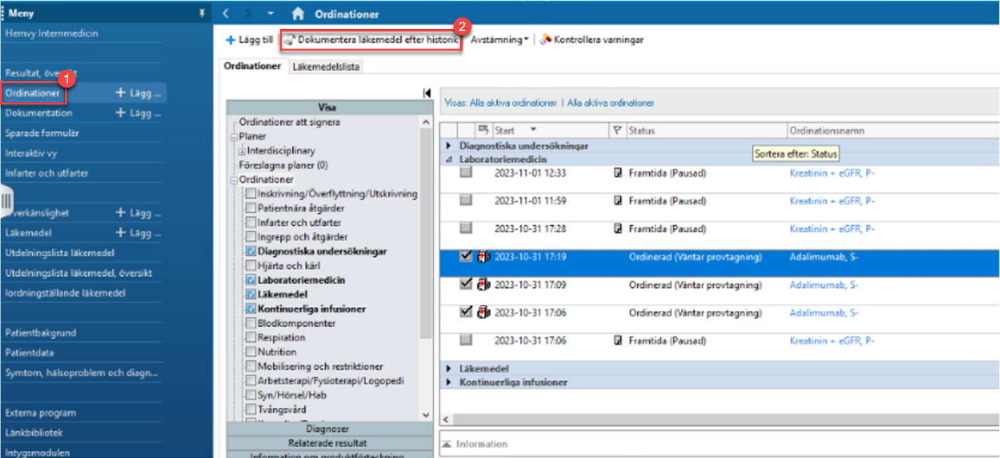 Meny
Ordinationer
Hemvy Internmedicin
2
Lägg till
Dokumentera läkemedel efter historik
Avstämning
Kontrollera varningar
Ordinationer
Läkemedelslista
Resultat,
1
Ordinationer
Lägg ...
Dokumentation
Lägg ...
Sparade formulär
Interaktiv vy
Infarter och utfarter
Lägg ...
Läkemedel
Lägg ...
Utdelningslista läkemedel
Utdelningslista läkemedel, översikt
Iordningställande läkemedel
Patientbakgrund
Patientdata
Symtom, hälsoproblem och diagn...
Externa program
Länkbibliotek
Intygsmodulen
Visa
Ordinationer att signera
Planer
Interdisciplinary
Föreslagna planer (0)
Ordinationer
Inskrivning/Överflyttning/Utskrivning
Patientnära åtgärder
Infarter och utfarter
Ingrepp och åtgärder
Diagnostiska undersökningar
Hjärta och kärl
Laboratoriemedicin
Läkemedel
Kontinuerliga infusioner
Blodkomponenter
Respiration
Nutrition
Mobilisering och restriktioner
Arbetsterapi/Fysioterapi/Logopedi
Syn/Hörsel/Hab
Tvångsvård
Diagnoser
Relaterade resultat
Information om produktförteckning
Visas: Alla aktiva ordinationer | Alla aktiva ordinationer
Start Status Ordinationsnamn
Diagnostiska undersökningar
Sortera efter: Status
Laboratoriemedicin
2023-11-01 12:33 Framtida (Pausad) Kreatinin + eGFR, P-
2023-11-01 11:59 Framtida (Pausad) Kreatinin + eGFR, P-
2023-10-31 17:28 Framtida (Pausad) Kreatinin + eGFR, P-
2023-10-31 17:19 Ordinerad (Väntar provtagning) Adalimumab, S-
2023-10-31 17:09 Ordinerad (Väntar provtagning) Adalimumab, S-
2023-10-31 17:06 Ordinerad (Väntar provtagning) Adalimumab, S-
2023-10-31 17:06 Framtida (Pausad) Kreatinin + eGFR, P-
Läkemedel
Kontinuerliga infusioner
Information